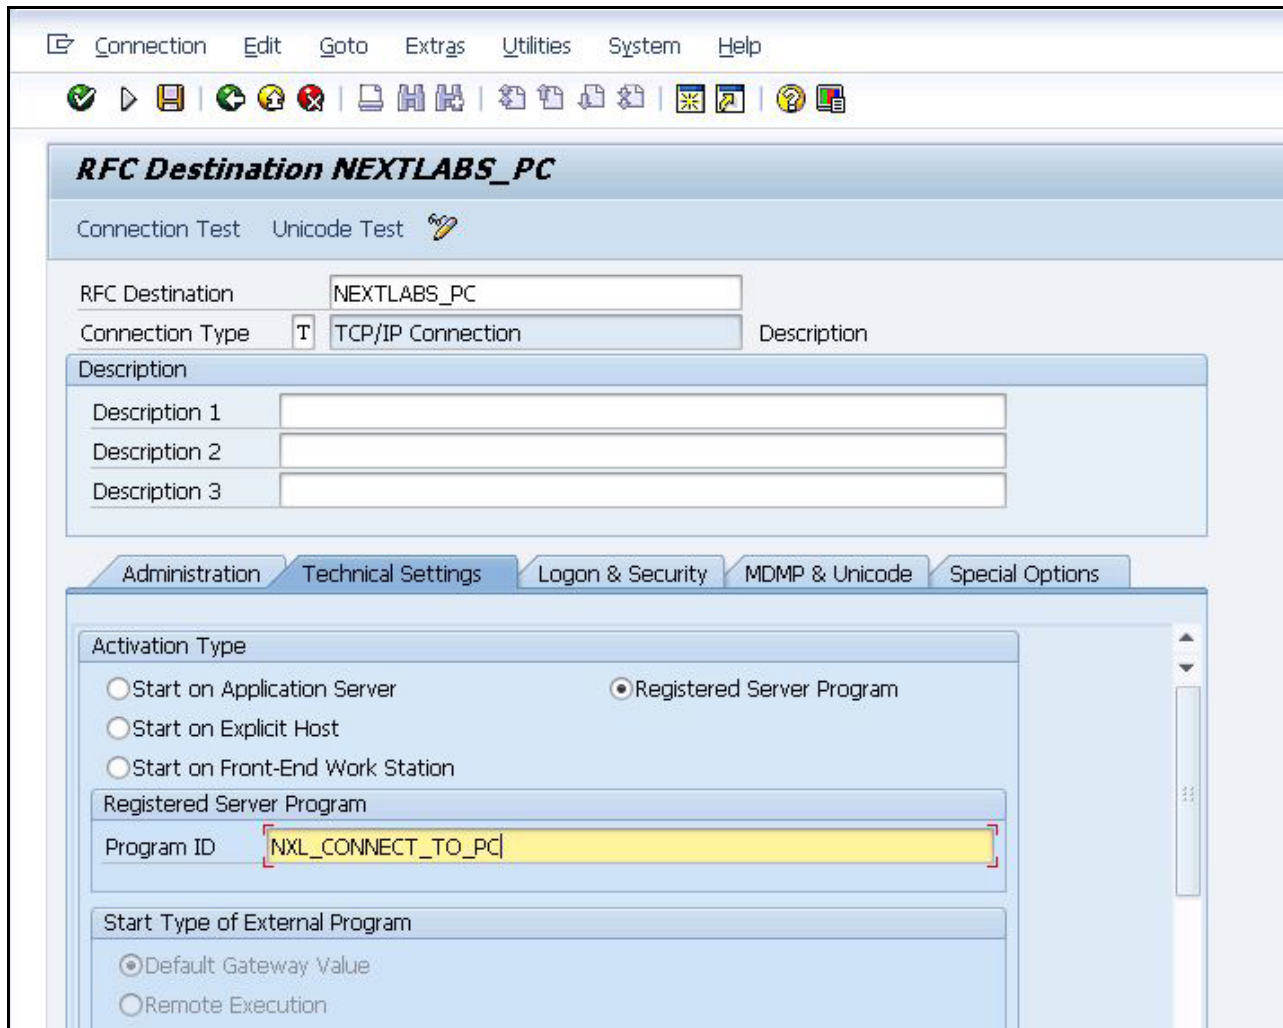 Connection Edit Goto Extras Utilities System Help
RFC Destination NEXTLABS_PC
Connection Test Unicode Test
RFC Destination NEXTLABS_PC
Connection Type T TCP/IP Connection Description
Description
Description 1
Description 2
Description 3
Administration Technical Settings Logon & Security MDMP & Unicode Special Options
Activation Type
Start on Application Server Registered Server Program
Start on Explicit Host
Start on Front-End Work Station
Registered Server Program
Program ID NXL_CONNECT_TO_PC
Start Type of External Program
Default Gateway Value
Remote Execution